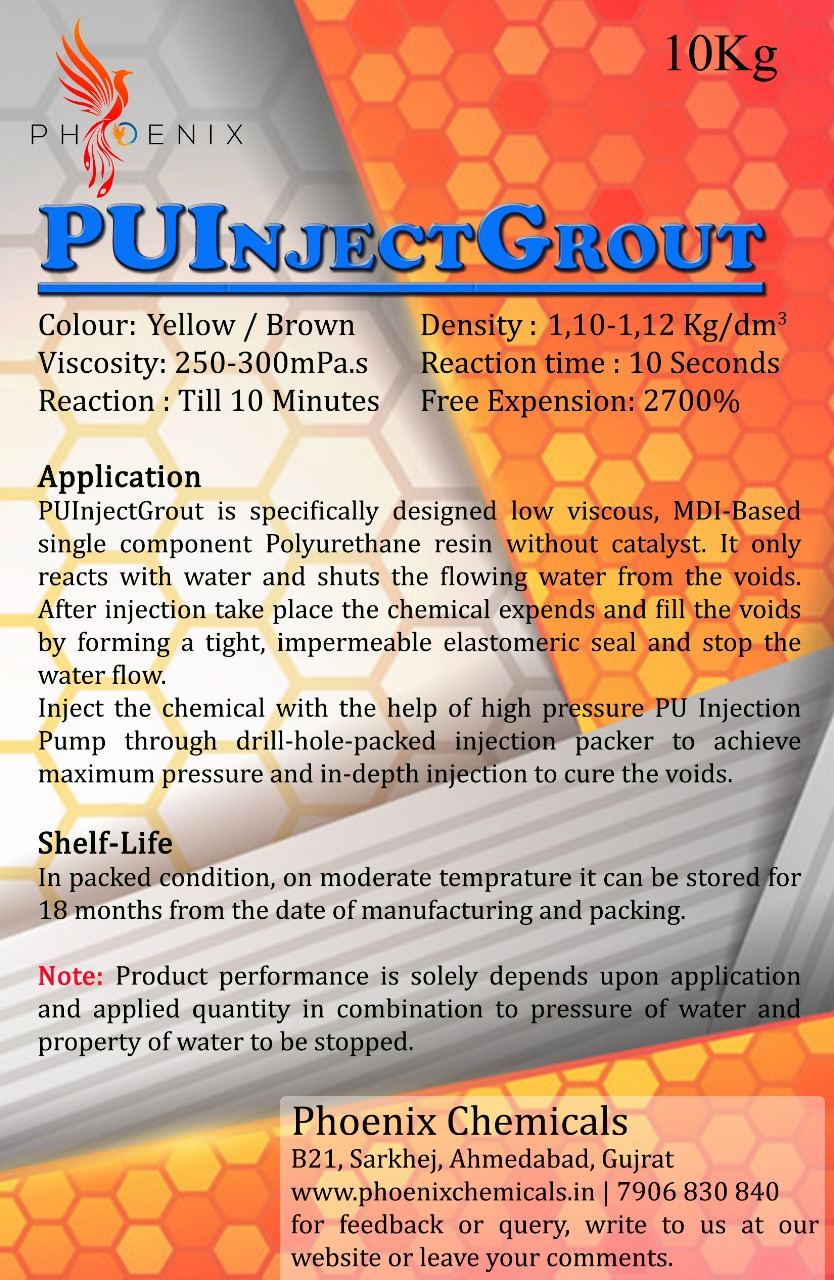 10Kg
PHOENIX
PUInjectGrout
Colour: Yellow / Brown
Density : 1,10-1,12 Kg/dm³
Viscosity: 250-300mPa.s
Reaction time : 10 Seconds
Reaction : Till 10 Minutes
Free Expension: 2700%
Application
PUInjectGrout is specifically designed low viscous, MDI-Based
single component Polyurethane resin without catalyst. It only
reacts with water and shuts the flowing water from the voids.
After injection take place the chemical expends and fill the voids
by forming a tight, impermeable elastomeric seal and stop the
water flow.
Inject the chemical with the help of high pressure PU Injection
Pump through drill-hole-packed injection packer to achieve
maximum pressure and in-depth injection to cure the voids.
Shelf-Life
In packed condition, on moderate temprature it can be stored for
18 months from the date of manufacturing and packing.
Note: Product performance is solely depends upon application
and applied quantity in combination to pressure of water and
property of water to be stopped.
Phoenix Chemicals
B21, Sarkhej, Ahmedabad, Gujrat
www.phoenixchemicals.in | 7906 830 840
for feedback or query, write to us at our
website or leave your comments.